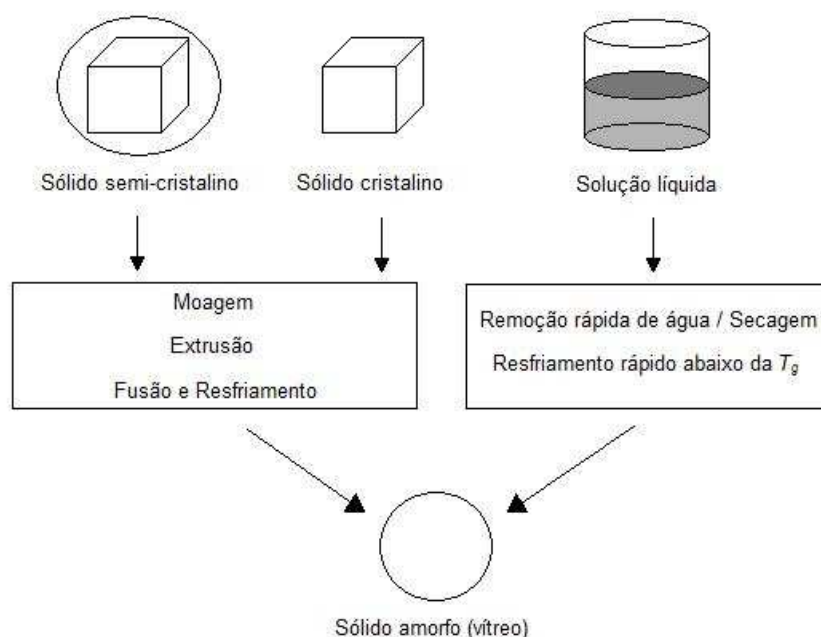 Sólido semi-cristalino
Sólido cristalino
Solução líquida
Moagem
Extrusão
Fusão e Resfriamento
Remoção rápida de água / Secagem
Resfriamento rápido abaixo da Tg
Sólido amorfo (vítreo)